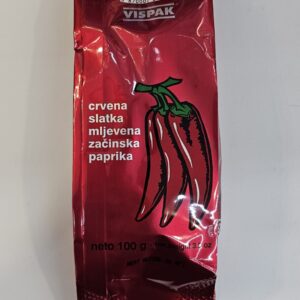 VISPAK
crvena
slatka
mljevena
začinska
paprika
neto 100 g